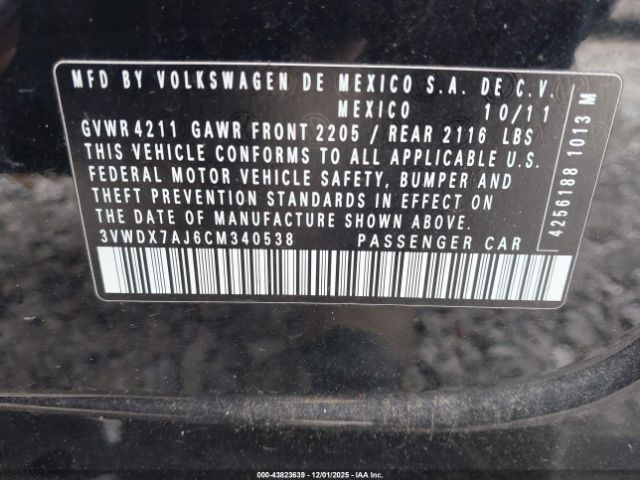 MFD BY VOLKSWAGEN DE MEXICO S.A. DE C.V.
MEXICO 10/11
GVWR 4211 GAWR FRONT 2205 / REAR 2116 LBS
THIS VEHICLE CONFORMS TO ALL APPLICABLE U.S.
FEDERAL MOTOR VEHICLE SAFETY, BUMPER AND
THEFT PREVENTION STANDARDS IN EFFECT ON
THE DATE OF MANUFACTURE SHOWN ABOVE.
3VWDX7AJ6CM340538 PASSENGER CAR
4256188 1013 M
000-43823639 - 12/01/2025 - IAA Inc.